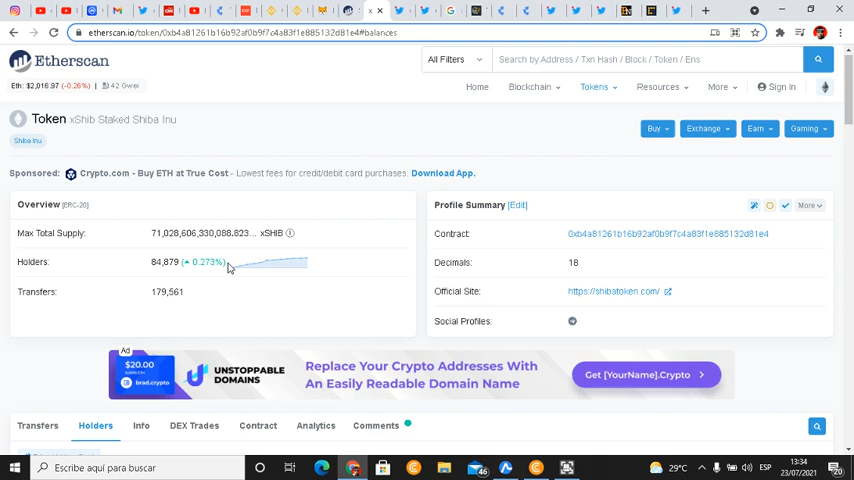 etherscan.io/token/0xb4a81261b16b92af0b9f7c4a83f1e885132d81e4#balances
Etherscan
All Filters
Search by Address / Txn Hash / Block / Token / Ens
Eth: $2,016.97 (-0.26%) | 42 Gwei
Home
Blockchain
Tokens
Resources
More
Sign In
Token xShib Staked Shiba Inu
Buy
Exchange
Earn
Gaming
Shiba Inu
Sponsored: Crypto.com - Buy ETH at True Cost - Lowest fees for credit/debit card purchases. Download App.
Overview [ERC-20]
Max Total Supply: 71,028,606,330,088.823... xSHIB
Holders: 84,879 (0.273%)
Transfers: 179,561
Profile Summary [Edit]
More
Contract: 0xb4a81261b16b92af0b9f7c4a83f1e885132d81e4
Decimals: 18
Official Site: https://shibatoken.com/
Social Profiles:
Ad
$20.00
brad.crypto
UNSTOPPABLE
DOMAINS
Replace Your Crypto Addresses With
An Easily Readable Domain Name
Get [YourName].Crypto
Transfers
Holders
Info
DEX Trades
Contract
Analytics
Comments
Escribe aquí para buscar
46
29°C
ESP
13:34
23/07/2021
20